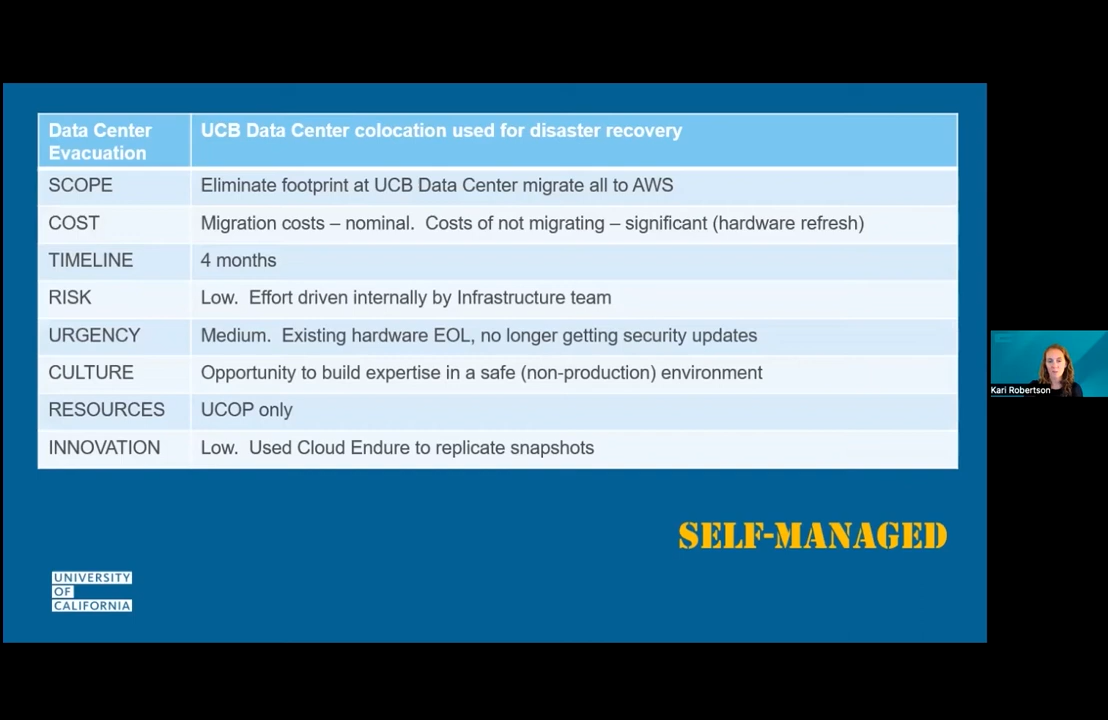 Data Center Evacuation
UCB Data Center colocation used for disaster recovery
SCOPE
Eliminate footprint at UCB Data Center migrate all to AWS
COST
Migration costs – nominal.  Costs of not migrating – significant (hardware refresh)
TIMELINE
4 months
RISK
Low.  Effort driven internally by Infrastructure team
URGENCY
Medium.  Existing hardware EOL, no longer getting security updates
CULTURE
Opportunity to build expertise in a safe (non-production) environment
RESOURCES
UCOP only
INNOVATION
Low.  Used Cloud Endure to replicate snapshots
SELF-MANAGED
UNIVERSITY
OF
CALIFORNIA
Kari Robertson